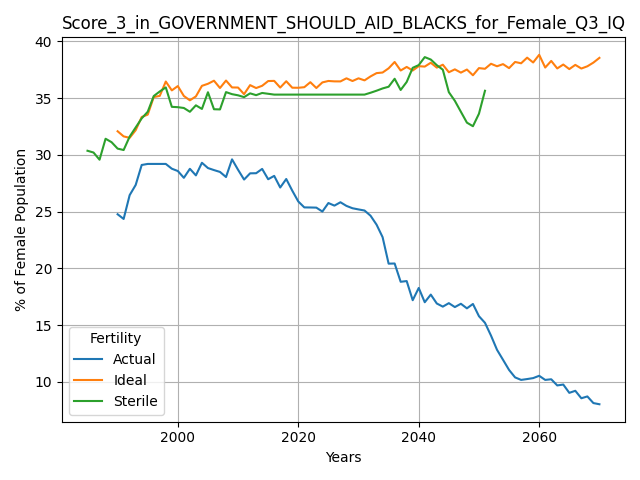 Score_3_in_GOVERNMENT_SHOULD_AID_BLACKS_for_Female_Q3_IQ
% of Female Population
40
35
30
25
20
15
10
Fertility
Actual
Ideal
Sterile
2000 2020 2040 2060
Years